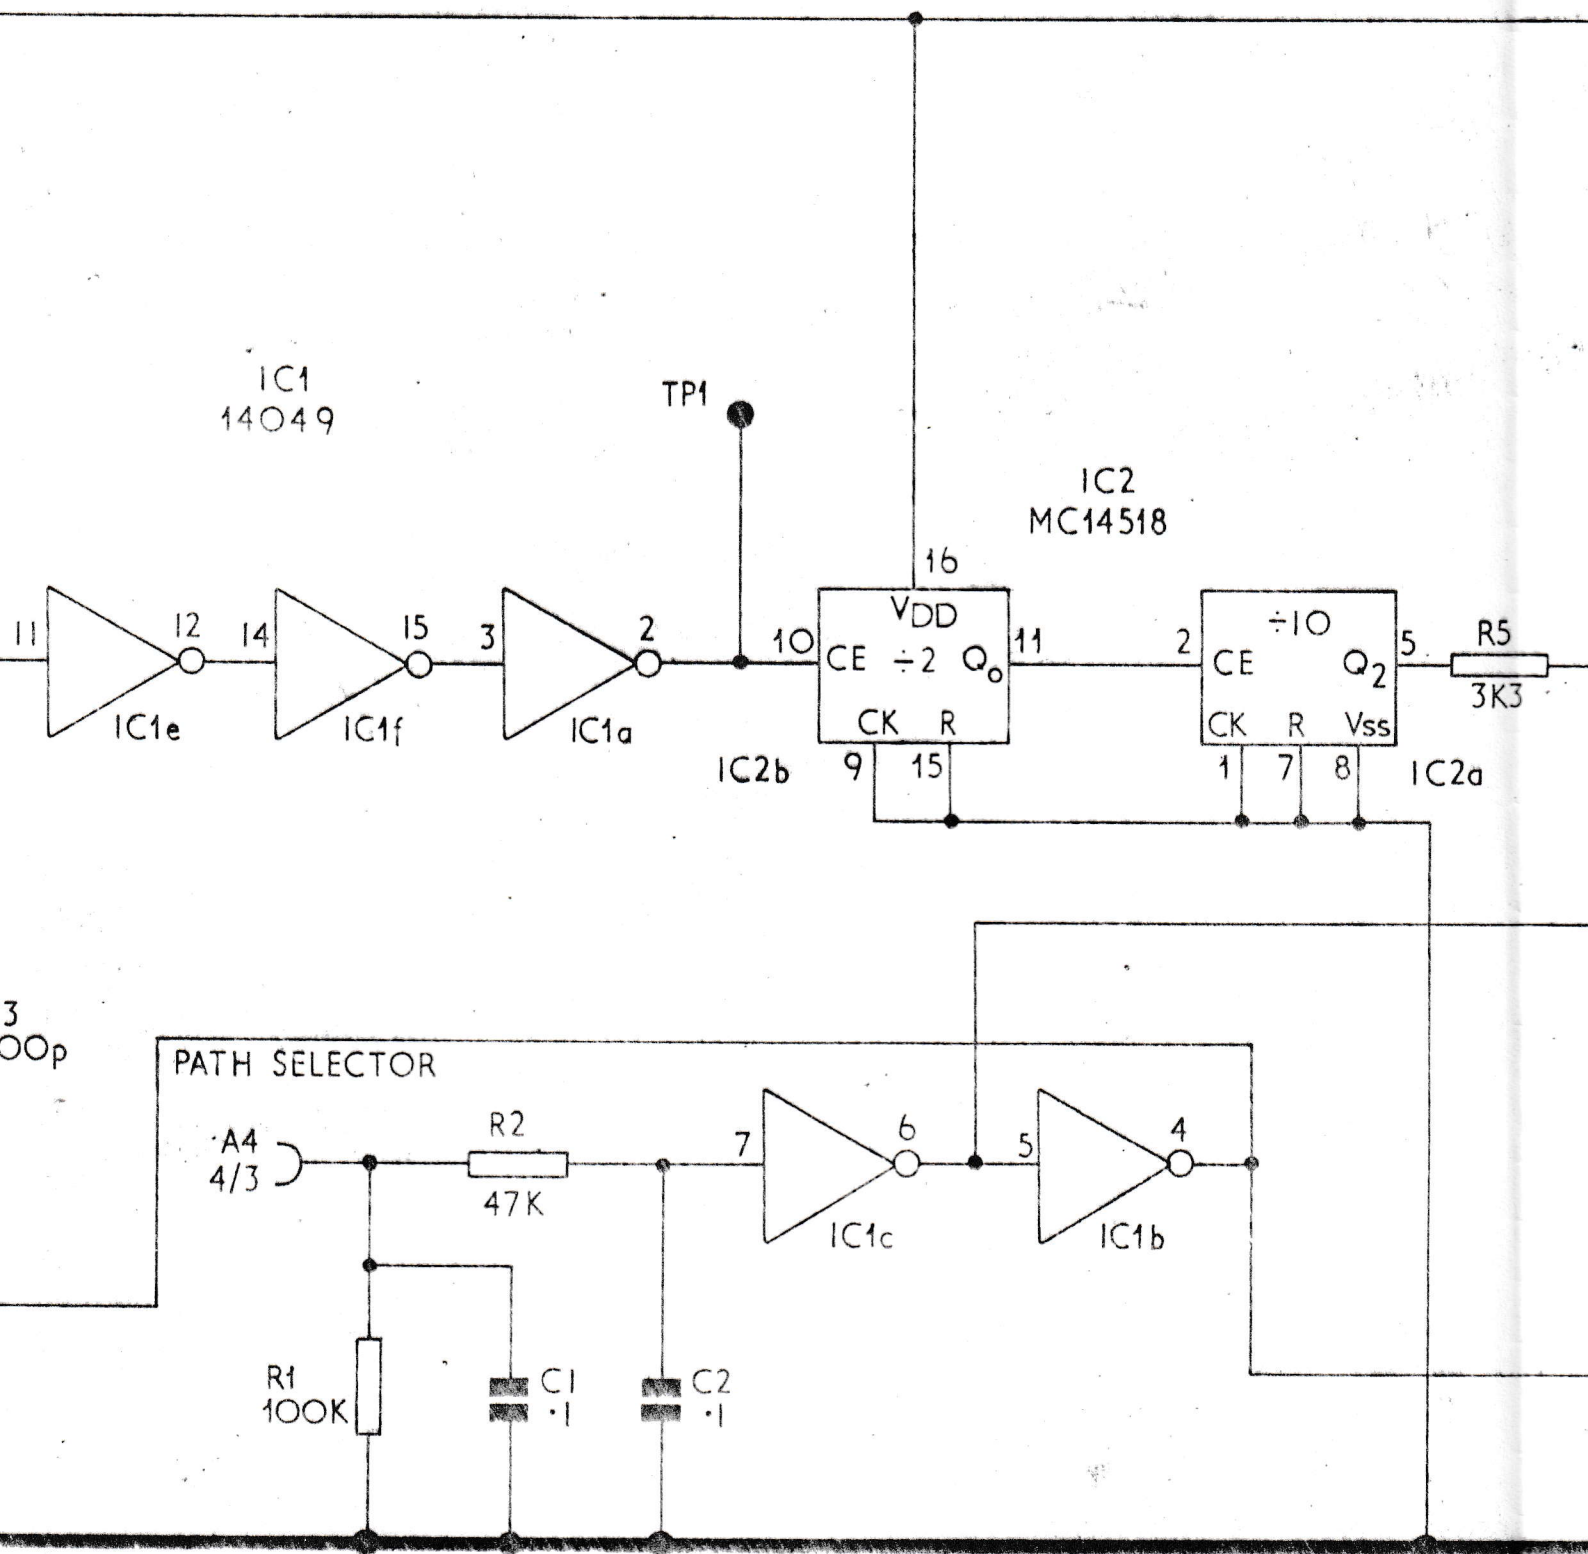 IC1
14049
TP1
IC2
MC14518
16
11
12
IC1e
14
15
IC1f
3
2
IC1a
10
VDD
CE ÷2 Q0
CK R
11
9
15
IC2b
2
÷10
CE Q2
CK R Vss
5
1
7
8
IC2a
R5
3K3
3
00p
PATH SELECTOR
A4
4/3
R2
47K
7
6
IC1c
5
4
IC1b
R1
100K
C1
.1
C2
.1